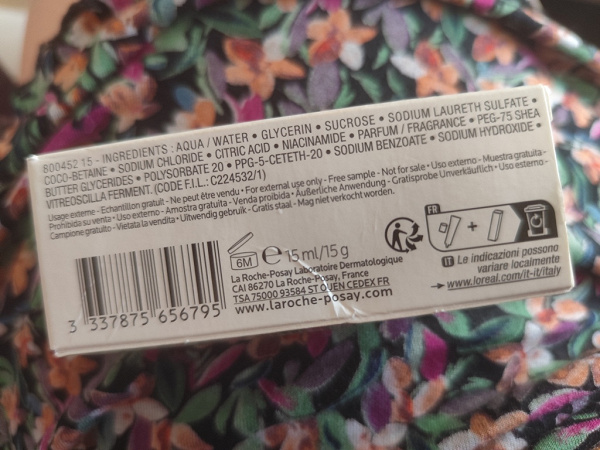 800452 15 - INGREDIENTS : AQUA / WATER • GLYCERIN • SUCROSE • SODIUM LAURETH SULFATE •
COCO-BETAINE • SODIUM CHLORIDE • CITRIC ACID • NIACINAMIDE • PARFUM / FRAGRANCE • PEG-75 SHEA
BUTTER GLYCERIDES • POLYSORBATE 20 • PPG-5-CETETH-20 • SODIUM BENZOATE • SODIUM HYDROXIDE •
VITREOSCILLA FERMENT. (CODE F.I.L.: C224532/1)
Usage externe - Echantillon gratuit - Ne peut être vendu • For external use only - Free sample - Not for sale • Uso externo - Muestra gratuita -
Prohibida su venta • Uso externo - Amostra gratuita - Venda proibida • Äußerliche Anwendung - Gratisprobe Unverkäuflich • Uso esterno -
Campione gratuito - Vietata la vendita • Uitwendig gebruik - Gratis staal - Mag niet verkocht worden.
6M e 15 ml/15 g
La Roche-Posay Laboratoire Dermatologique
CAI 86270 La Roche-Posay, France
TSA 75000 93584 ST OUEN CEDEX FR
www.laroche-posay.com
3 337875 656795
FR
+
IT Le indicazioni possono
variare localmente
→ www.loreal.com/it-it/italy